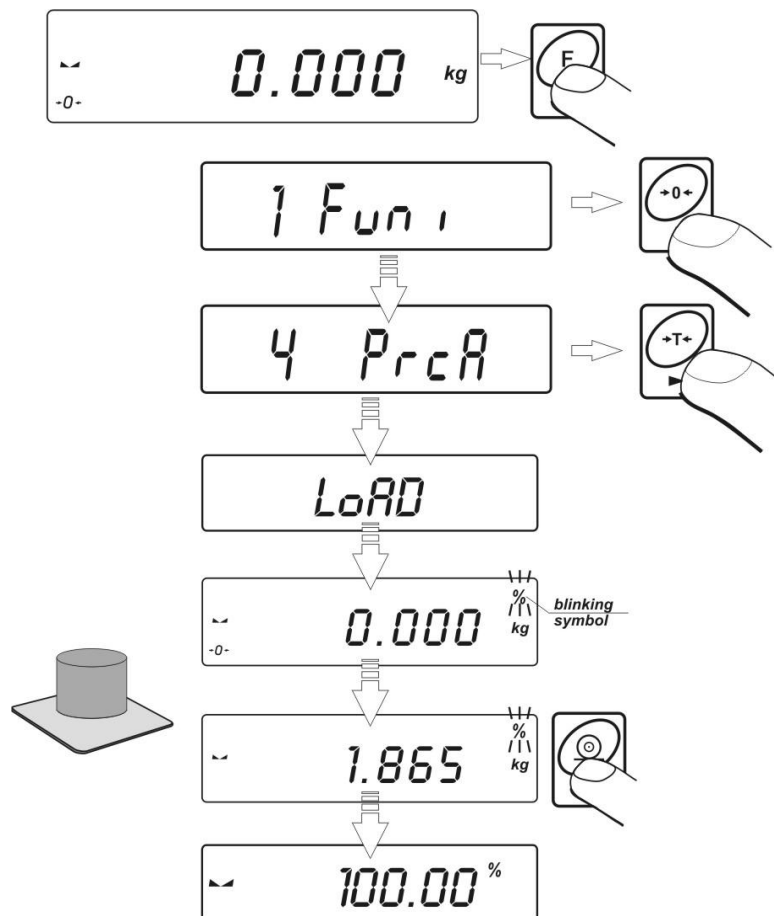 0.000 kg
→0←
F
1 Fun1
→0←
4 PrcA
→T←
LoAD
0.000 % kg
→0←
blinking
symbol
1.865 % kg
100.00 %